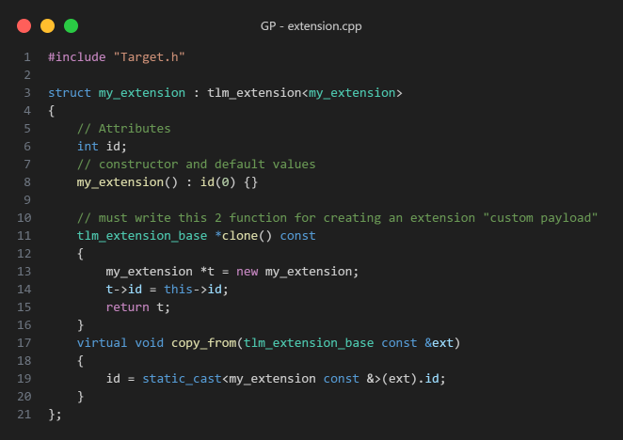 GP - extension.cpp
1 #include "Target.h"
2
3 struct my_extension : tlm_extension<my_extension>
4 {
5     // Attributes
6     int id;
7     // constructor and default values
8     my_extension() : id(0) {}
9
10     // must write this 2 function for creating an extension "custom payload"
11     tlm_extension_base *clone() const
12     {
13         my_extension *t = new my_extension;
14         t->id = this->id;
15         return t;
16     }
17     virtual void copy_from(tlm_extension_base const &ext)
18     {
19         id = static_cast<my_extension const &>(ext).id;
20     }
21 };